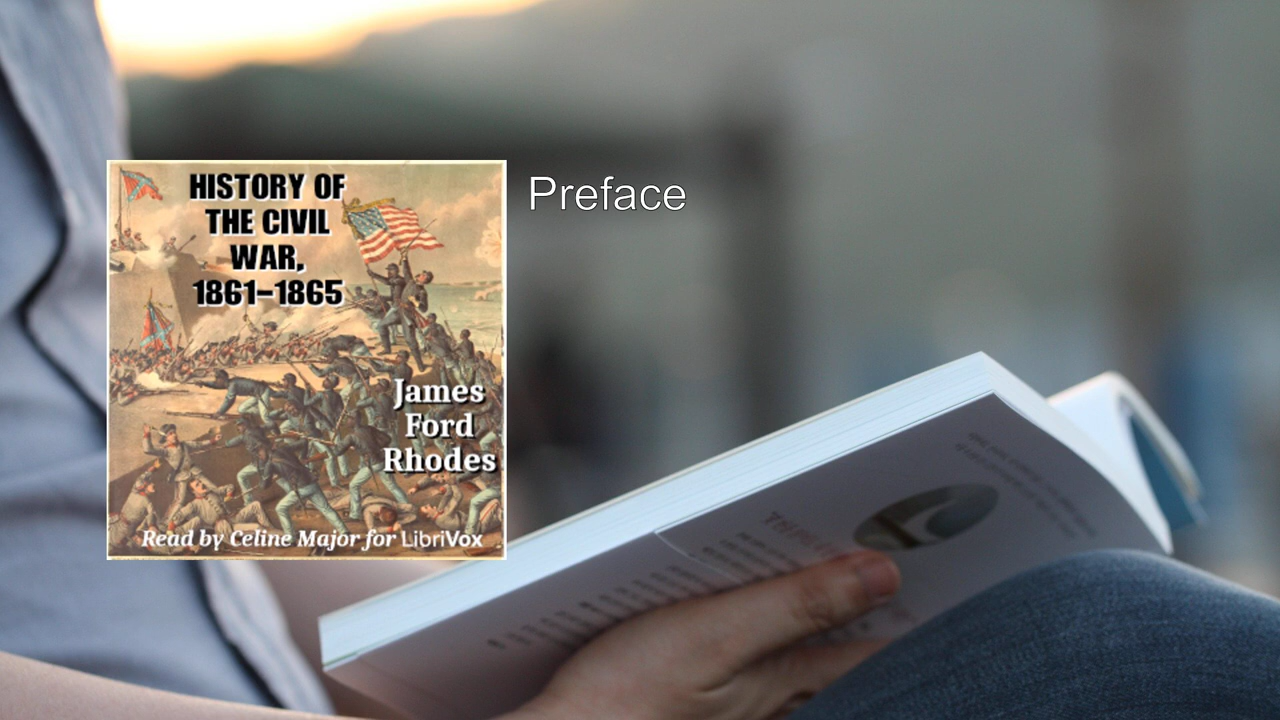 HISTORY OF
THE CIVIL
WAR,
1861–1865
James
Ford
Rhodes
Read by Celine Major for LibriVox
Preface